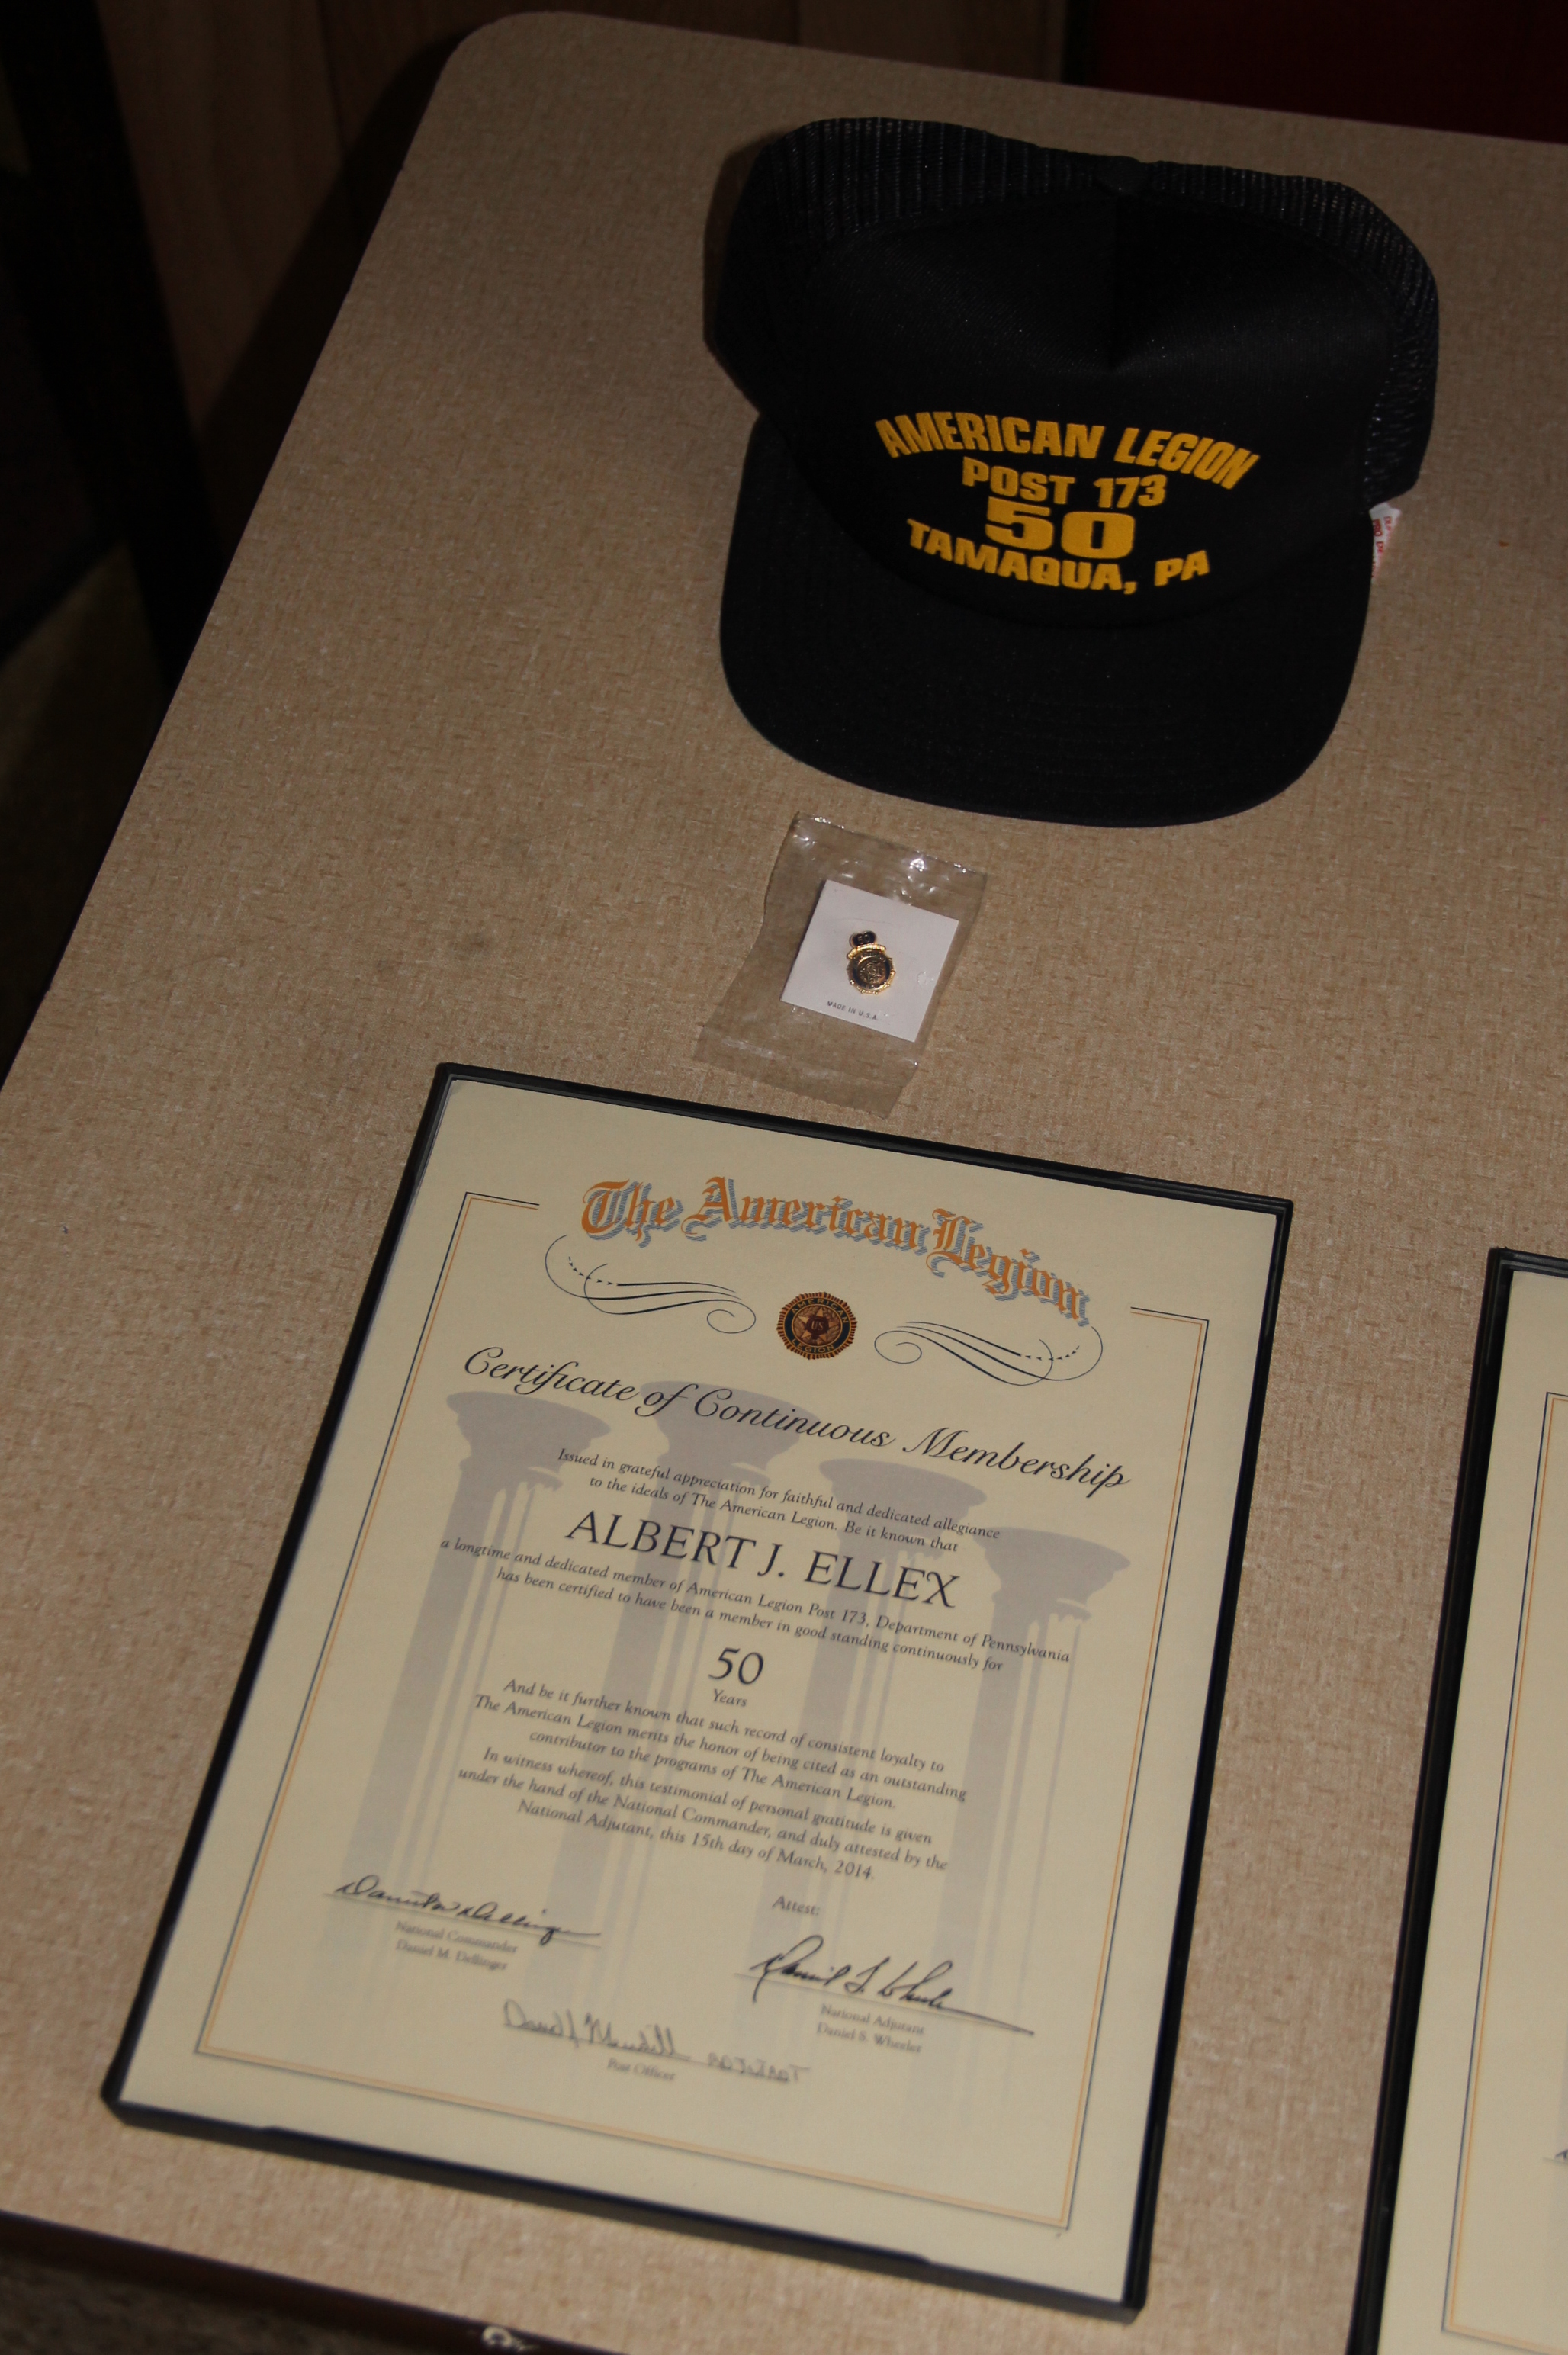 AMERICAN LEGION
POST 173
50
TAMAQUA, PA
MADE IN U.S.A.
The American Legion
AMERICAN
US
LEGION
Certificate of Continuous Membership
Issued in grateful appreciation for faithful and dedicated allegiance
to the ideals of The American Legion. Be it known that
ALBERT J. ELLEX
a longtime and dedicated member of American Legion Post 173, Department of Pennsylvania
has been certified to have been a member in good standing continuously for
50
Years
And be it further known that such record of consistent loyalty to
The American Legion merits the honor of being cited as an outstanding
contributor to the programs of The American Legion.
In witness whereof, this testimonial of personal gratitude is given
under the hand of the National Commander, and duly attested by the
National Adjutant, this 15th day of March, 2014.
Attest:
Daniel M. Dellinger
National Commander
Daniel M. Dellinger
Daniel S. Wheeler
National Adjutant
Daniel S. Wheeler
Post Officer